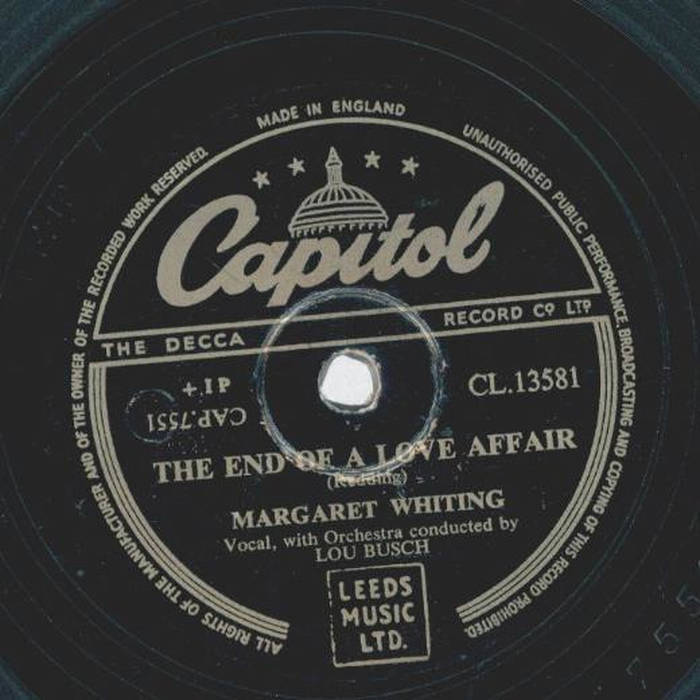 MADE IN ENGLAND
UNAUTHORISED PUBLIC PERFORMANCE, BROADCASTING AND COPYING OF THIS RECORD PROHIBITED.
ALL RIGHTS OF THE MANUFACTURER AND OF THE OWNER OF THE RECORDED WORK RESERVED.
Capitol
THE DECCA RECORD Co LTD
CL.13581
CAP.7551
THE END OF A LOVE AFFAIR
(Redding)
MARGARET WHITING
Vocal, with Orchestra conducted by
LOU BUSCH
LEEDS
MUSIC
LTD.